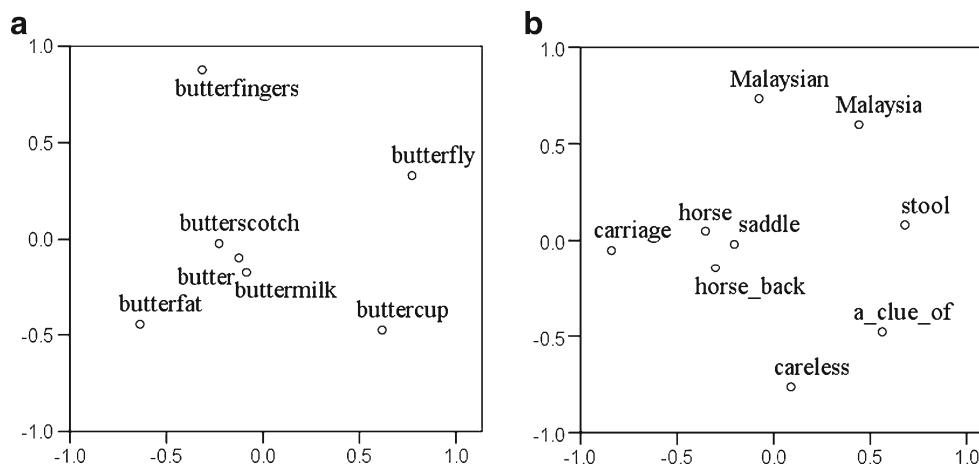 a
1.0
0.5
0.0
-0.5
-1.0
-1.0 -0.5 0.0 0.5 1.0
butterfingers
butterfly
butterscotch
butter
buttermilk
butterfat
buttercup
b
1.0
0.5
0.0
-0.5
-1.0
-1.0 -0.5 0.0 0.5 1.0
Malaysian
Malaysia
stool
horse
saddle
carriage
horse_back
a_clue_of
careless